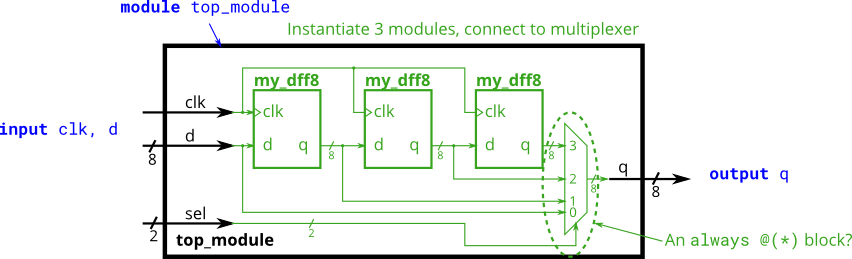 module top_module
Instantiate 3 modules, connect to multiplexer
my_dff8 my_dff8 my_dff8
clk clk clk clk
input clk, d
d d q d q d q 3
8 8 8 8
2 q
8 8
output q
1
0
sel
2 2
top_module
An always @(*) block?